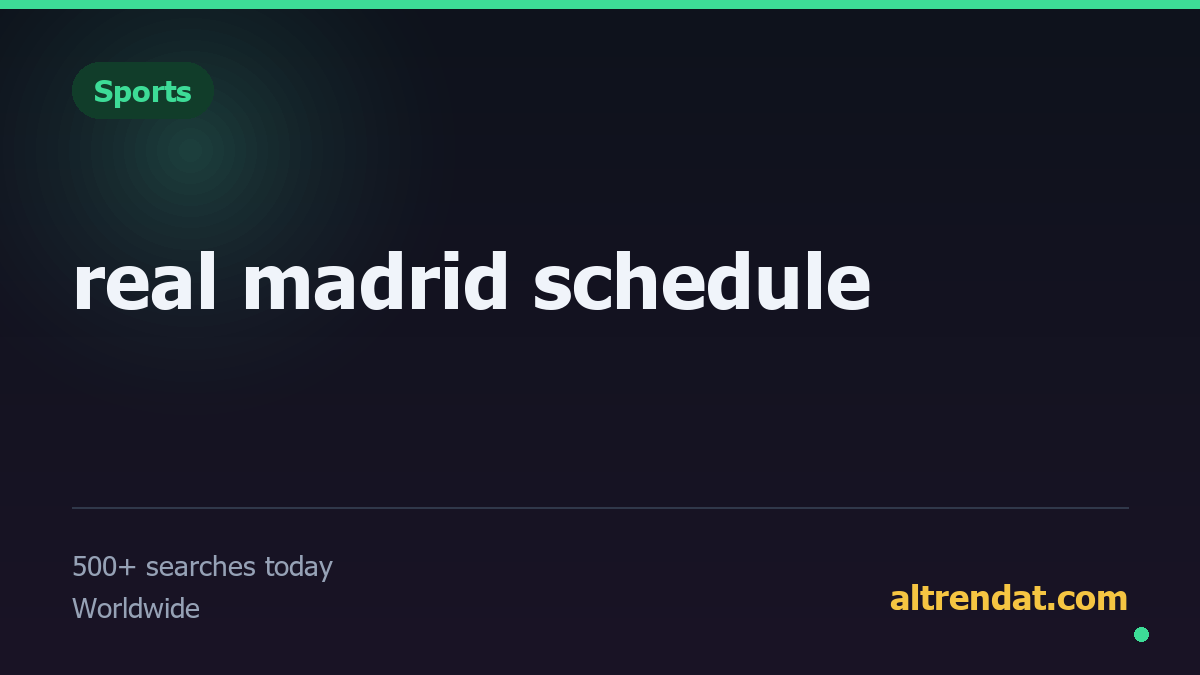 Sports
real madrid schedule
500+ searches today
Worldwide
altrendat.com